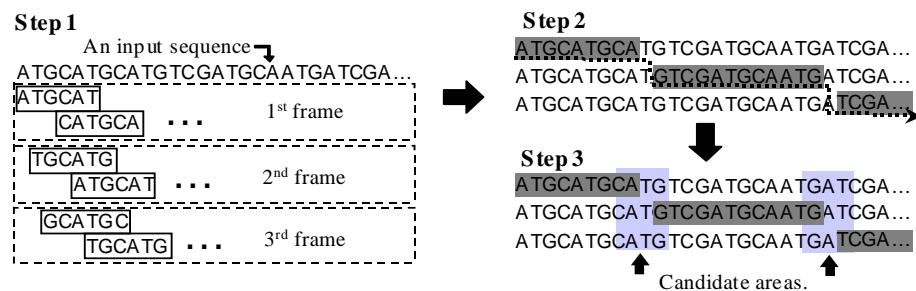 Step 1
An input sequence
ATGCATGCATGTCGATGCAATGATCGA...
ATGCAT
CATGCA ...
1st frame
TGCATG
ATGCAT ...
2nd frame
GCATGC
TGCATG ...
3rd frame
Step 2
ATGCATGCATGTCGATGCAATGATCGA...
ATGCATGCATGTCGATGCAATGATCGA...
ATGCATGCATGTCGATGCAATGATCGA...
Step 3
ATGCATGCATGTCGATGCAATGATCGA...
ATGCATGCATGTCGATGCAATGATCGA...
ATGCATGCATGTCGATGCAATGATCGA...
Candidate areas.